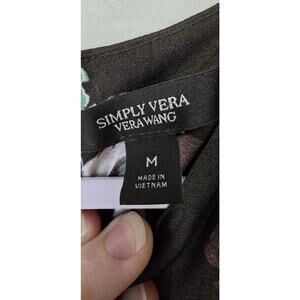 SIMPLY VERA
VERA WANG
M
MADE IN
VIETNAM